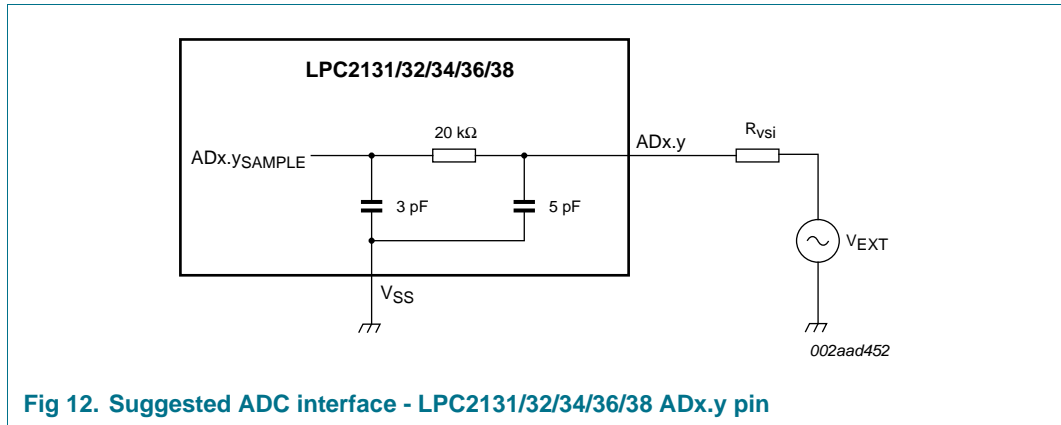 LPC2131/32/34/36/38
20 kΩ
ADx.y
Rvsi
ADx.ySAMPLE
3 pF
5 pF
VEXT
VSS
002aad452
Fig 12. Suggested ADC interface - LPC2131/32/34/36/38 ADx.y pin